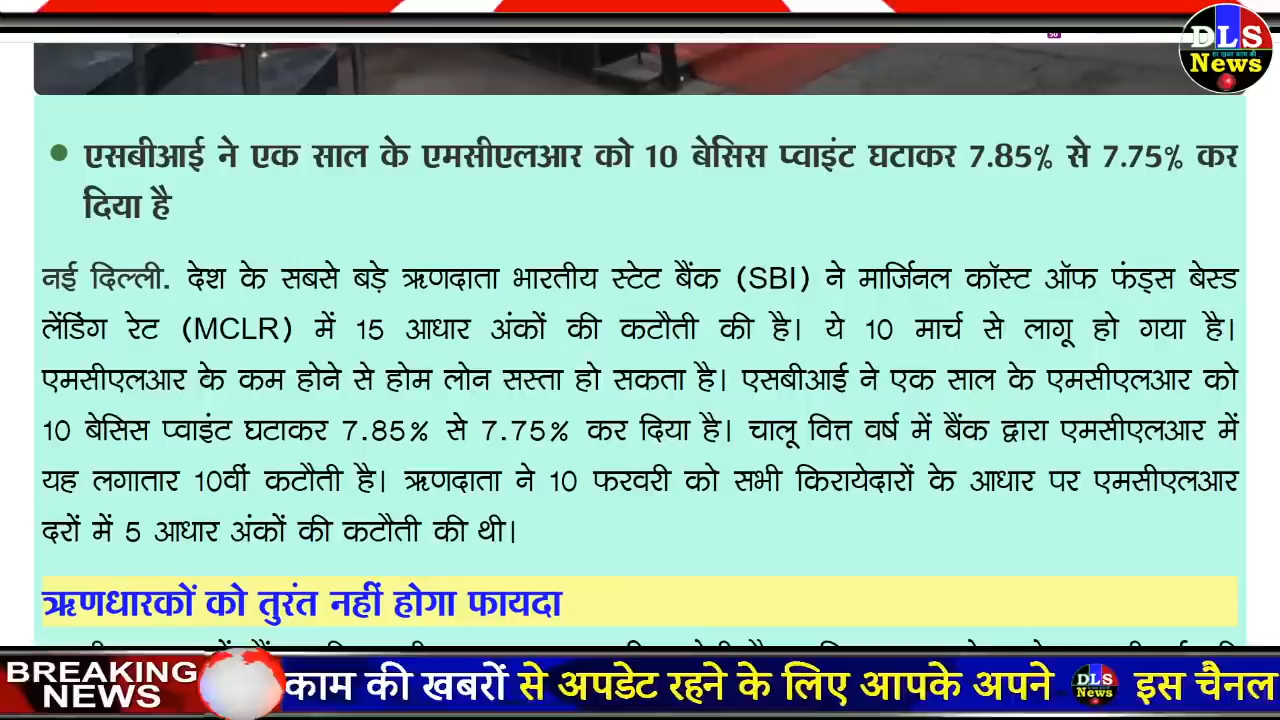 DLS
हर खबर काम की
News
एसबीआई ने एक साल के एमसीएलआर को 10 बेसिस प्वाइंट घटाकर 7.85% से 7.75% कर
दिया है
नई दिल्ली. देश के सबसे बड़े ऋणदाता भारतीय स्टेट बैंक (SBI) ने मार्जिनल कॉस्ट ऑफ फंड्स बेस्ड
लेंडिंग रेट (MCLR) में 15 आधार अंकों की कटौती की है। ये 10 मार्च से लागू हो गया है।
एमसीएलआर के कम होने से होम लोन सस्ता हो सकता है। एसबीआई ने एक साल के एमसीएलआर को
10 बेसिस प्वाइंट घटाकर 7.85% से 7.75% कर दिया है। चालू वित्त वर्ष में बैंक द्वारा एमसीएलआर में
यह लगातार 10वीं कटौती है। ऋणदाता ने 10 फरवरी को सभी किरायेदारों के आधार पर एमसीएलआर
दरों में 5 आधार अंकों की कटौती की थी।
ऋणधारकों को तुरंत नहीं होगा फायदा
BREAKING
NEWS
काम की खबरों से अपडेट रहने के लिए आपके अपने DLS News इस चैनल